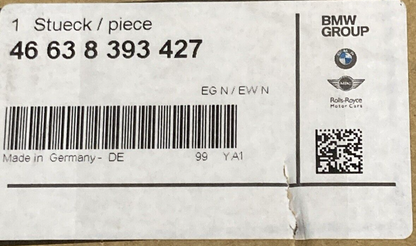 1 Stueck / piece
46 63 8 393 427
EG N / EW N
Made in Germany - DE 99 YA1
BMW
GROUP
Rolls-Royce
Motor Cars